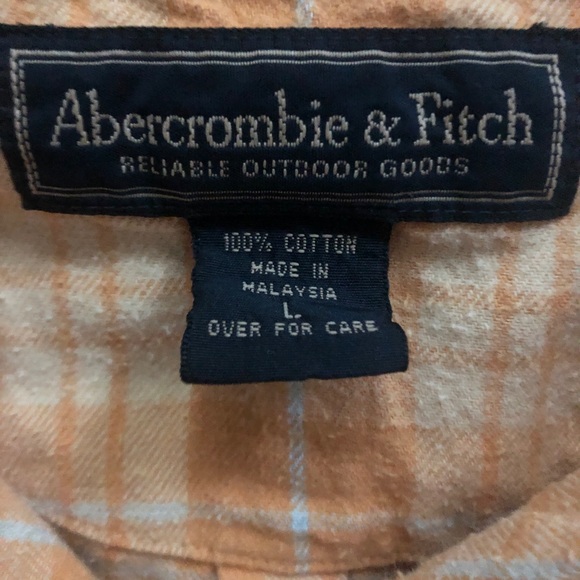 Abercrombie & Fitch
RELIABLE OUTDOOR GOODS
100% COTTON
MADE IN
MALAYSIA
L
OVER FOR CARE